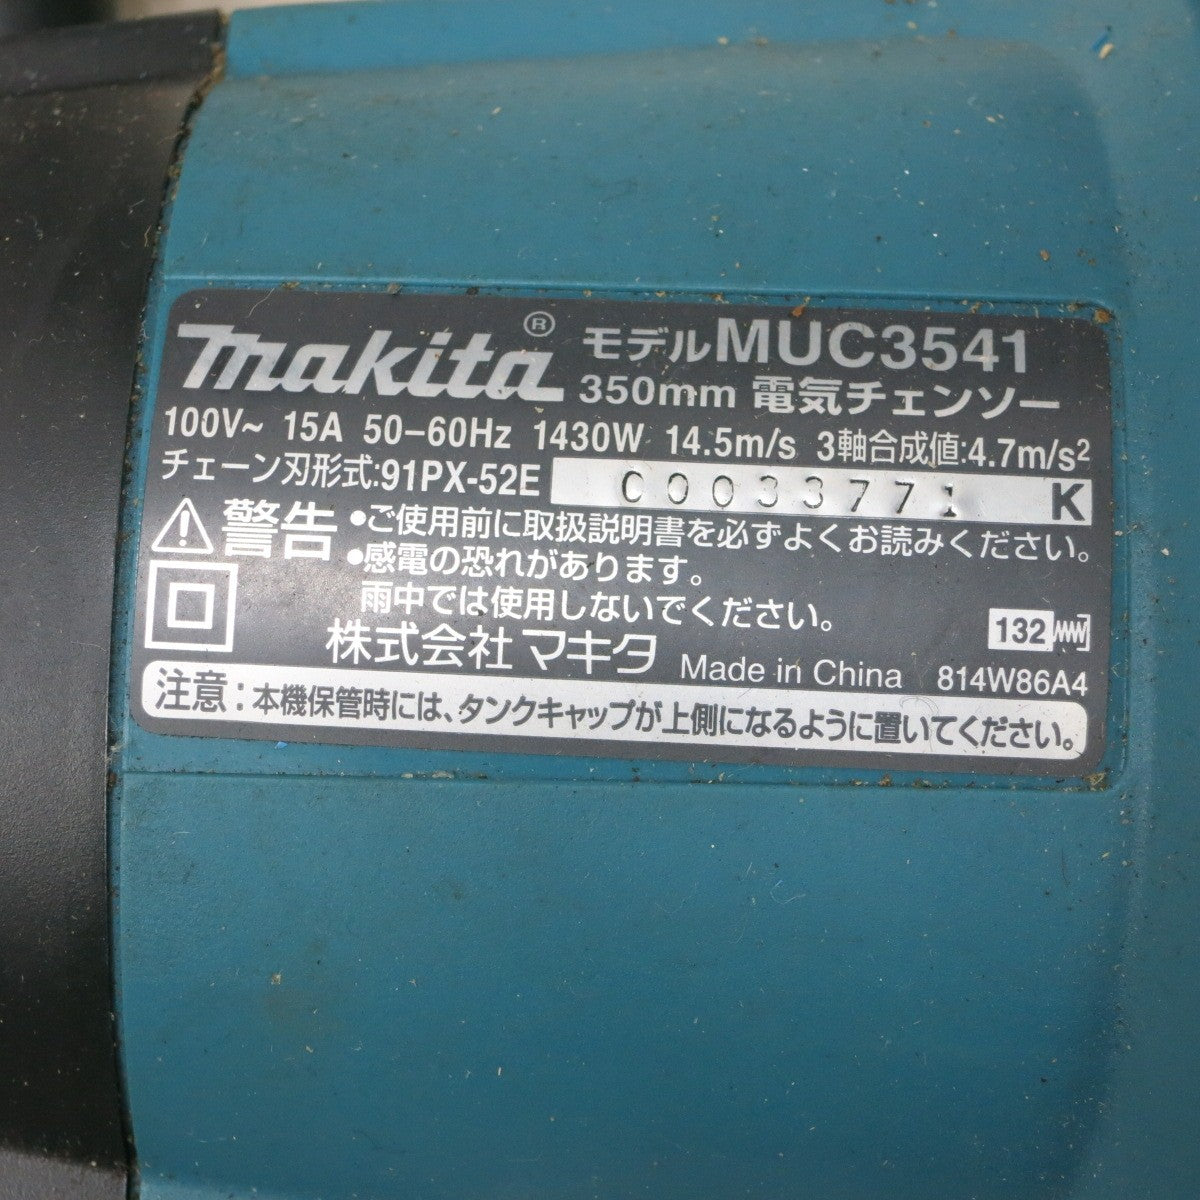 makita® モデルMUC3541
350mm 電気チェンソー
100V~ 15A 50-60Hz 1430W 14.5m/s 3軸合成値:4.7m/s²
チェーン刃形式:91PX-52E C0033771 K
警告 •ご使用前に取扱説明書を必ずよくお読みください。
•感電の恐れがあります。
雨中では使用しないでください。
132
株式会社マキタ Made in China 814W86A4
注意:本機保管時には、タンクキャップが上側になるように置いてください。